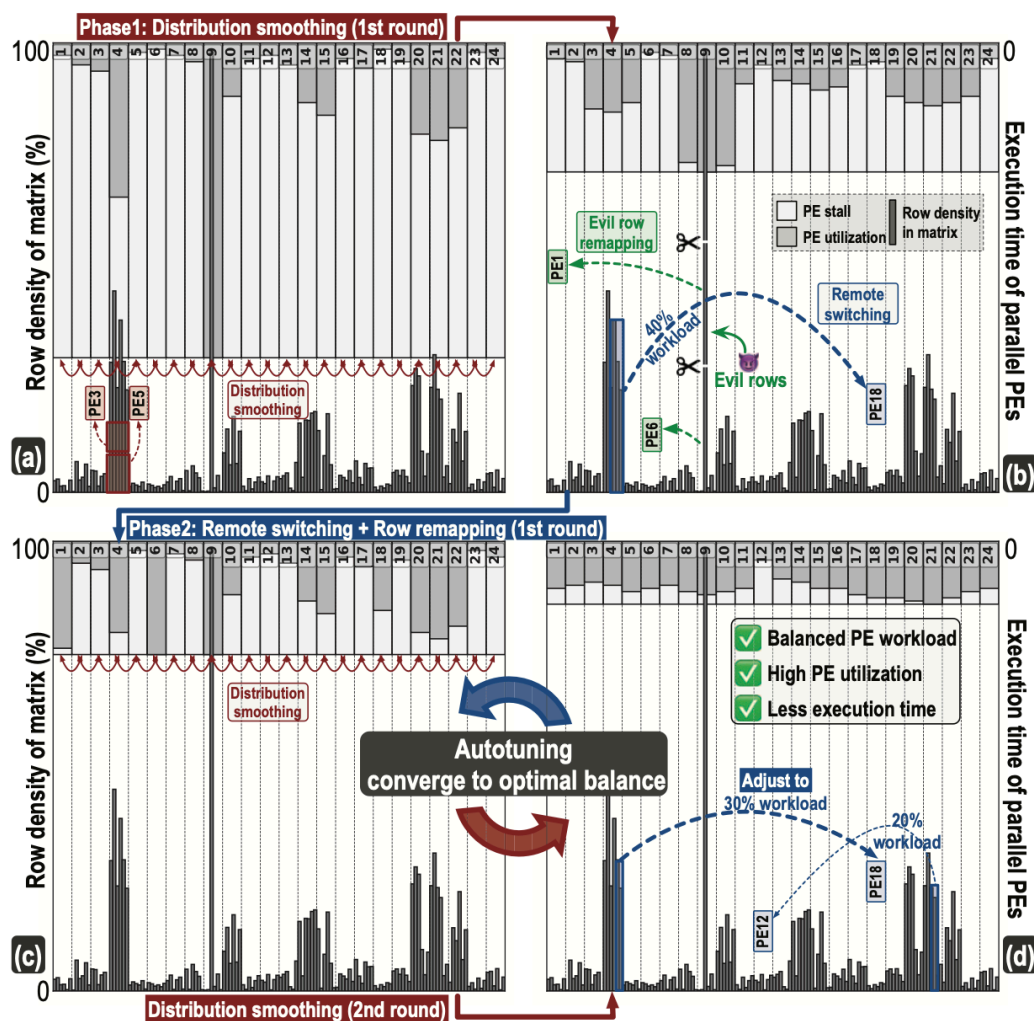 Phase1: Distribution smoothing (1st round)
100
1 2 3 4 5 6 7 8 9 10 11 12 13 14 15 16 17 18 19 20 21 22 23 24
Row density of matrix (%)
PE3
PE5
Distribution
smoothing
(a)
0
1 2 3 4 5 6 7 8 9 10 11 12 13 14 15 16 17 18 19 20 21 22 23 24
0
Execution time of parallel PEs
PE stall
PE utilization
Row density
in matrix
Evil row
remapping
PE1
40%
workload
Remote
switching
Evil rows
PE18
PE6
(b)
Phase2: Remote switching + Row remapping (1st round)
100
1 2 3 4 5 6 7 8 9 10 11 12 13 14 15 16 17 18 19 20 21 22 23 24
Row density of matrix (%)
Distribution
smoothing
(c)
0
1 2 3 4 5 6 7 8 9 10 11 12 13 14 15 16 17 18 19 20 21 22 23 24
0
Execution time of parallel PEs
Balanced PE workload
High PE utilization
Less execution time
Autotuning
converge to optimal balance
Adjust to
30% workload
20%
workload
PE18
PE12
(d)
Distribution smoothing (2nd round)